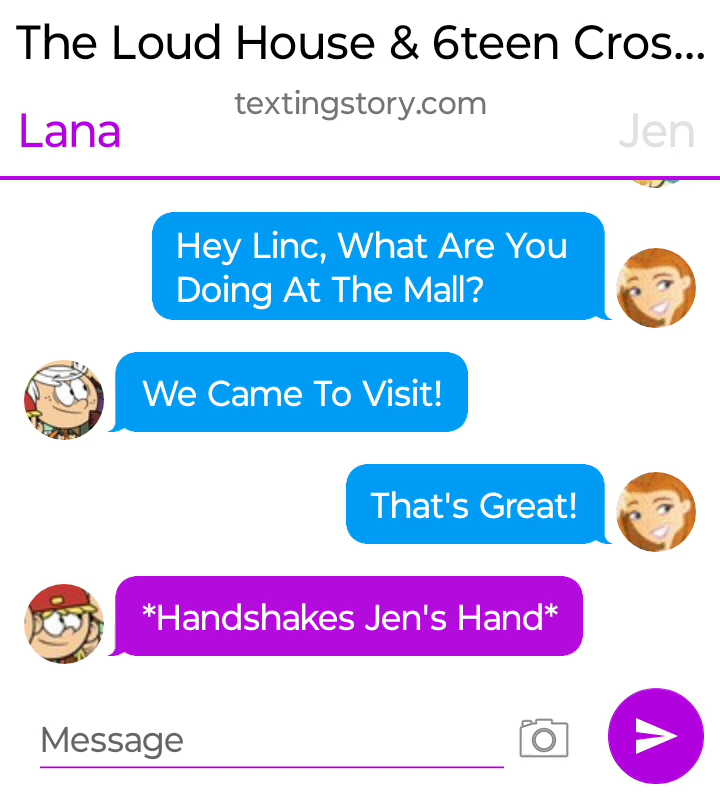 The Loud House & 6teen Cros...
textingstory.com
Lana
Jen
Hey Linc, What Are You
Doing At The Mall?
We Came To Visit!
That's Great!
*Handshakes Jen's Hand*
Message